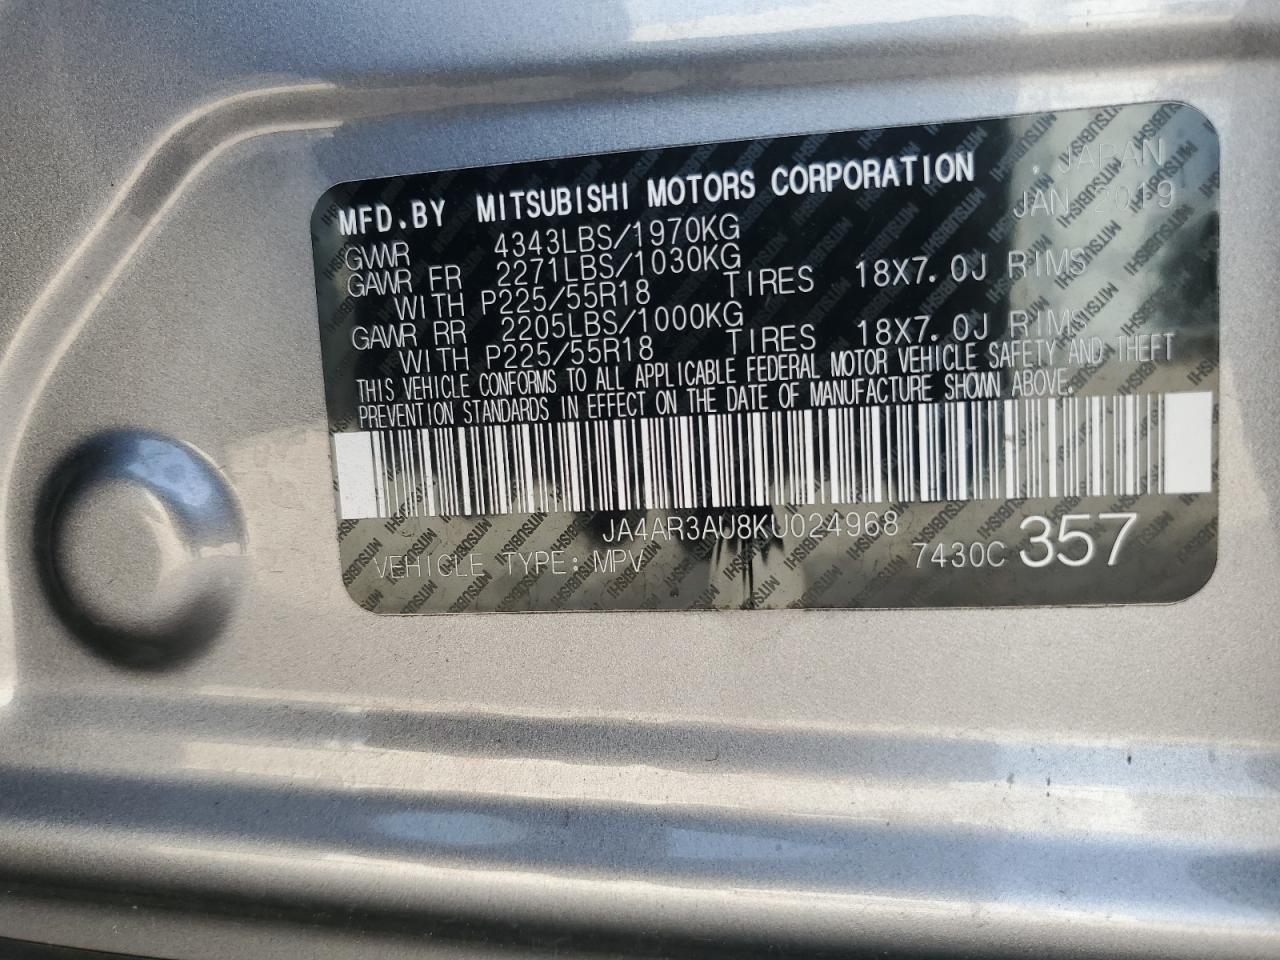 MFD.BY MITSUBISHI MOTORS CORPORATION, JAPAN
JAN. 2019
GVWR 4343LBS/1970KG
GAWR FR 2271LBS/1030KG
WITH P225/55R18 TIRES 18X7.0J RIMS
GAWR RR 2205LBS/1000KG
WITH P225/55R18 TIRES 18X7.0J RIMS
THIS VEHICLE CONFORMS TO ALL APPLICABLE FEDERAL MOTOR VEHICLE SAFETY AND THEFT
PREVENTION STANDARDS IN EFFECT ON THE DATE OF MANUFACTURE SHOWN ABOVE.
JA4AR3AU8KU024968
VEHICLE TYPE: MPV 7430C 357